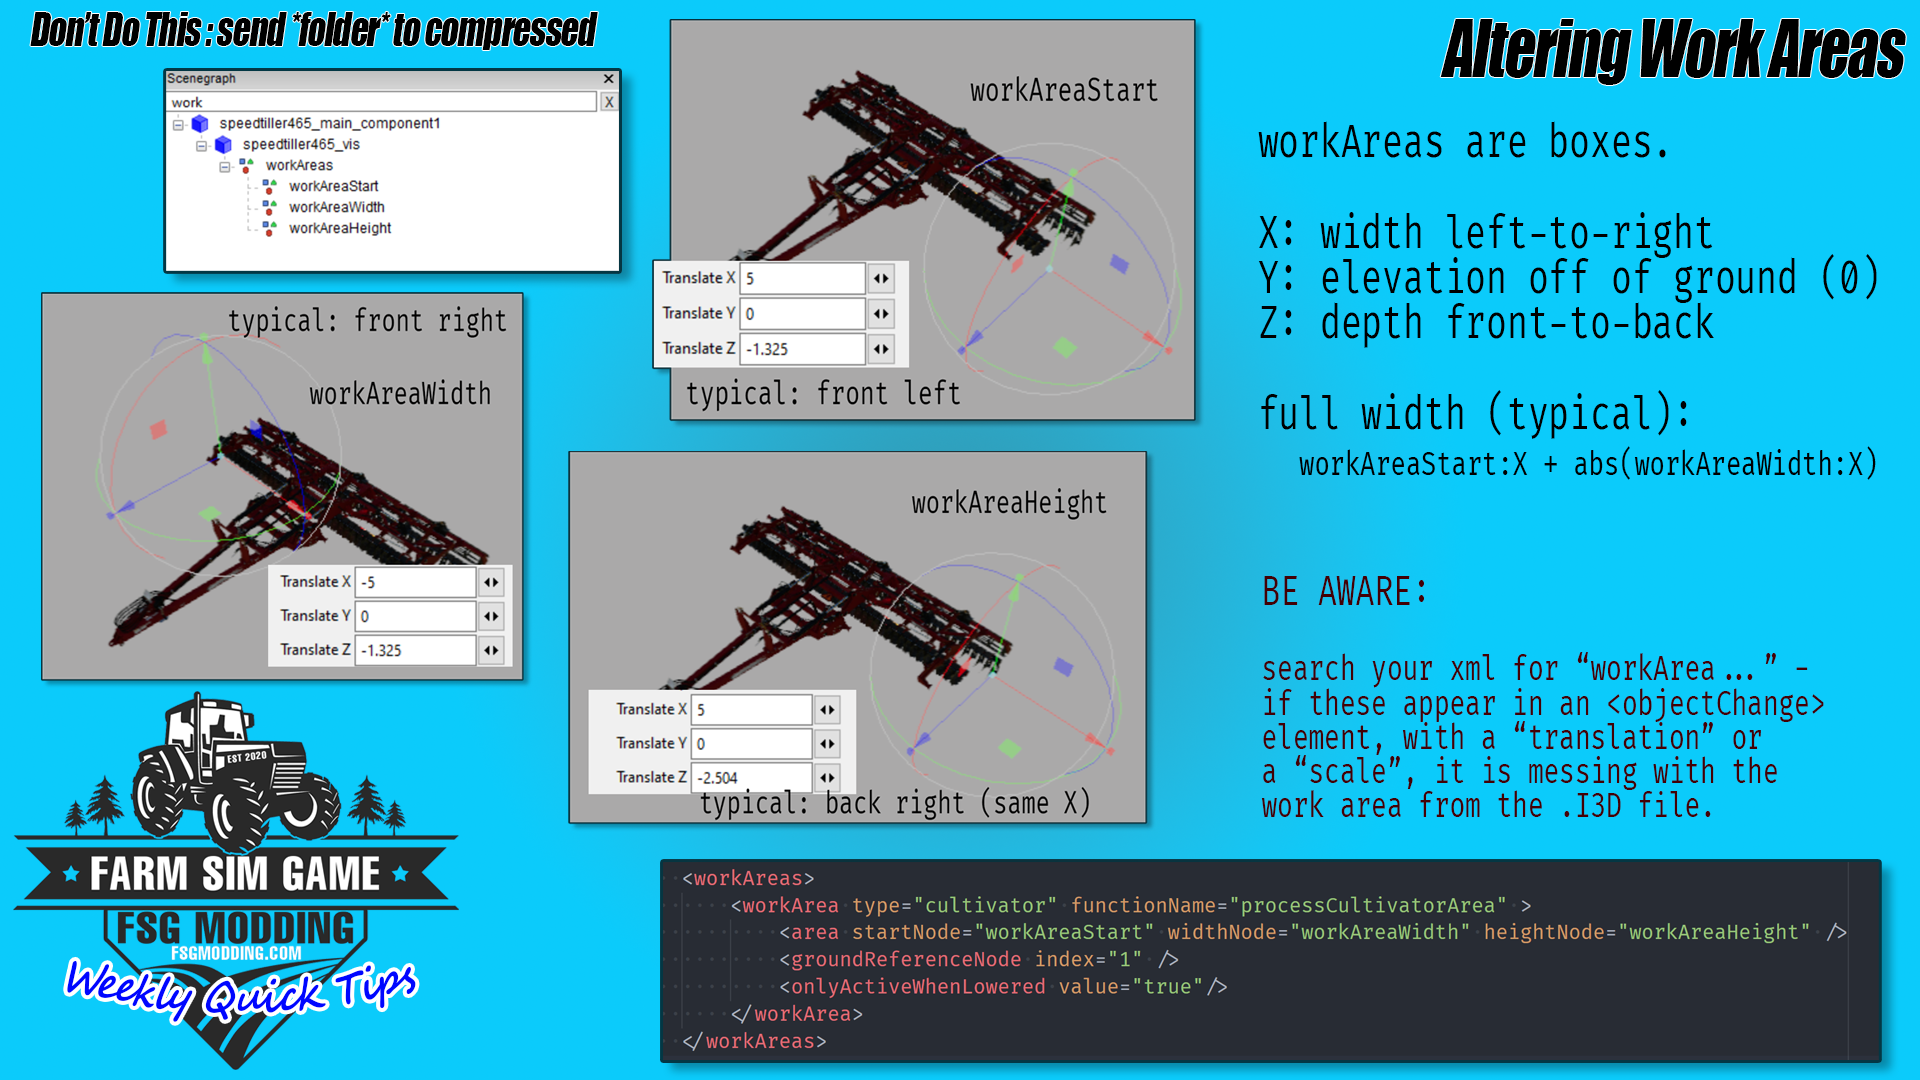 Don't Do This : send *folder* to compressed
Altering Work Areas
Scenegraph
work
X
speedtiller465_main_component1
speedtiller465_vis
workAreas
workAreaStart
workAreaWidth
workAreaHeight
workAreaStart
Translate X 5
Translate Y 0
Translate Z -1.325
typical: front left
typical: front right
workAreaWidth
Translate X -5
Translate Y 0
Translate Z -1.325
workAreaHeight
Translate X 5
Translate Y 0
Translate Z -2.504
typical: back right (same X)
workAreas are boxes.
X: width left-to-right
Y: elevation off of ground (0)
Z: depth front-to-back
full width (typical):
workAreaStart:X + abs(workAreaWidth:X)
BE AWARE:
search your xml for “workArea...” -
if these appear in an <objectChange>
element, with a “translation” or
a “scale”, it is messing with the
work area from the .I3D file.
EST 2020
FARM SIM GAME
FSG MODDING
FSGMODDING.COM
Weekly Quick Tips
<workAreas>
<workArea type="cultivator" functionName="processCultivatorArea" >
<area startNode="workAreaStart" widthNode="workAreaWidth" heightNode="workAreaHeight" />
<groundReferenceNode index="1" />
<onlyActiveWhenLowered value="true"/>
</workArea>
</workAreas>